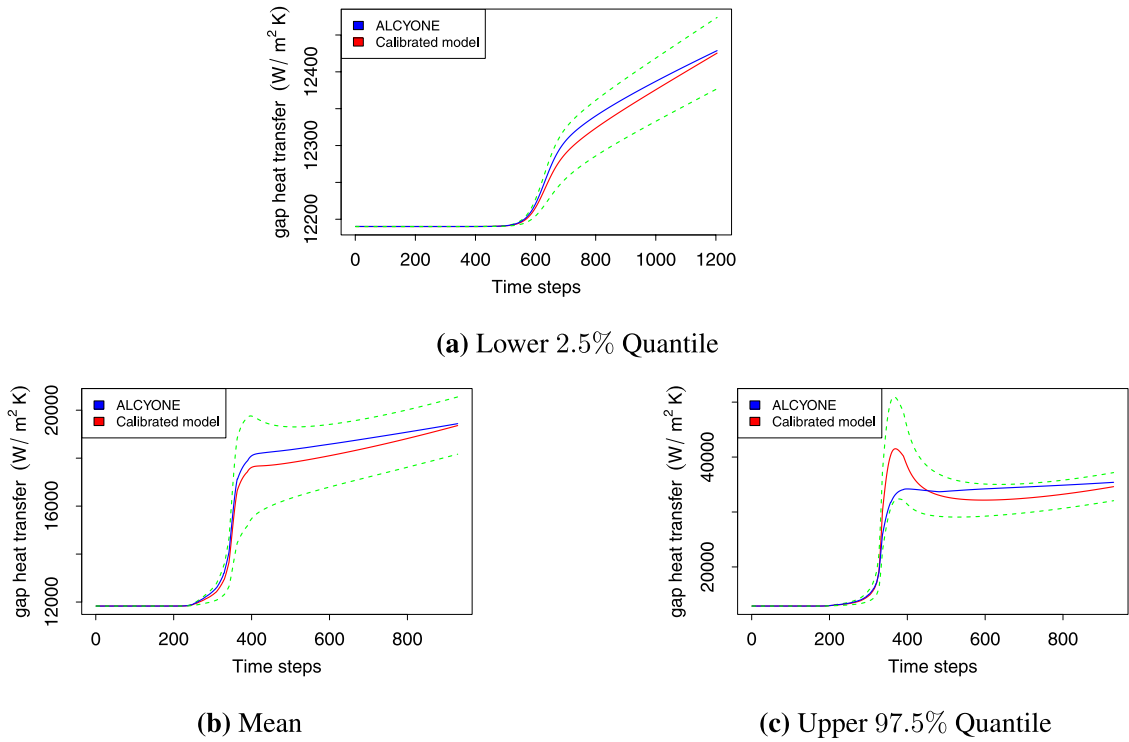 ALCYONE
Calibrated model
gap heat transfer (W/ m² K)
12400
12300
12200
0 200 400 600 800 1000 1200
Time steps
(a) Lower 2.5% Quantile
ALCYONE
Calibrated model
gap heat transfer (W/ m² K)
20000
16000
12000
0 200 400 600 800
Time steps
(b) Mean
ALCYONE
Calibrated model
gap heat transfer (W/ m² K)
40000
20000
0 200 400 600 800
Time steps
(c) Upper 97.5% Quantile